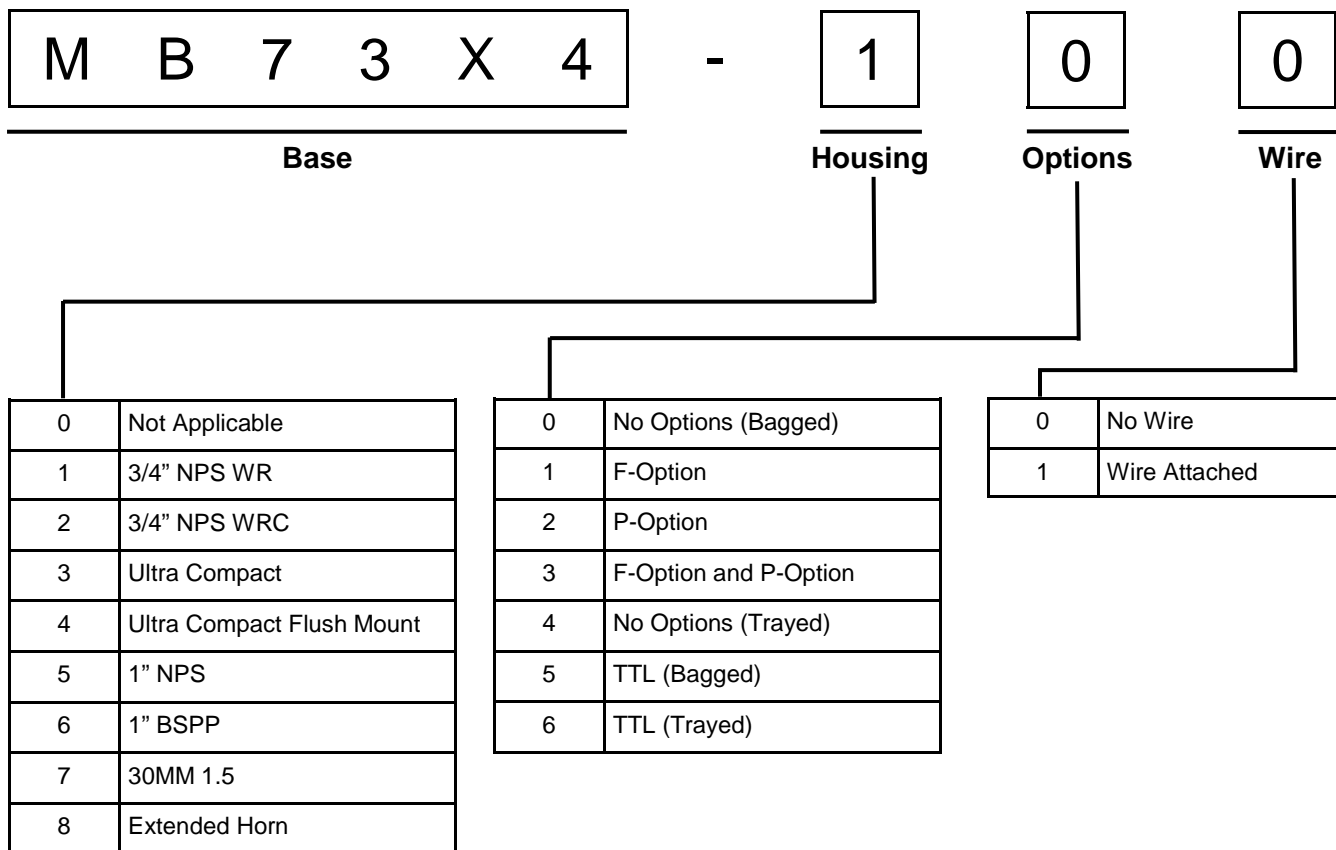 M B 7 3 X 4 - 1 0 0
Base Housing Options Wire
0 Not Applicable
1 3/4” NPS WR
2 3/4” NPS WRC
3 Ultra Compact
4 Ultra Compact Flush Mount
5 1” NPS
6 1” BSPP
7 30MM 1.5
8 Extended Horn
0 No Options (Bagged)
1 F-Option
2 P-Option
3 F-Option and P-Option
4 No Options (Trayed)
5 TTL (Bagged)
6 TTL (Trayed)
0 No Wire
1 Wire Attached